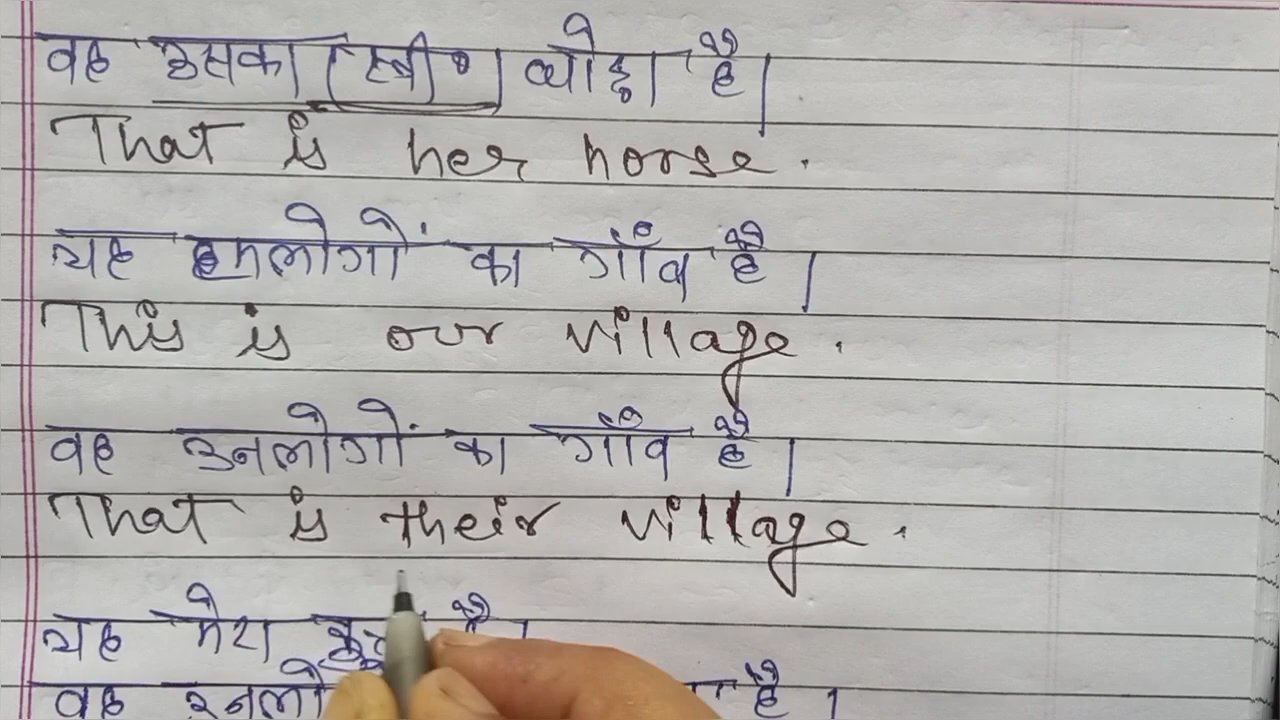 वह उसका (स्त्री॰) घोड़ा है।
That is her horse.
यह हमलोगों का गाँव है।
This is our village.
वह उनलोगों का गाँव है।
That is their village.
यह मेरा है।
वह है।